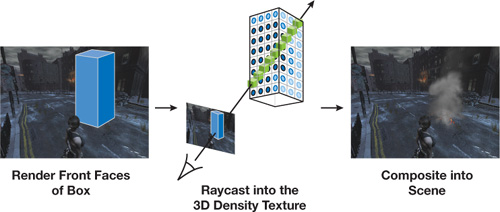 Render Front Faces
of Box
Raycast into the
3D Density Texture
Composite into
Scene